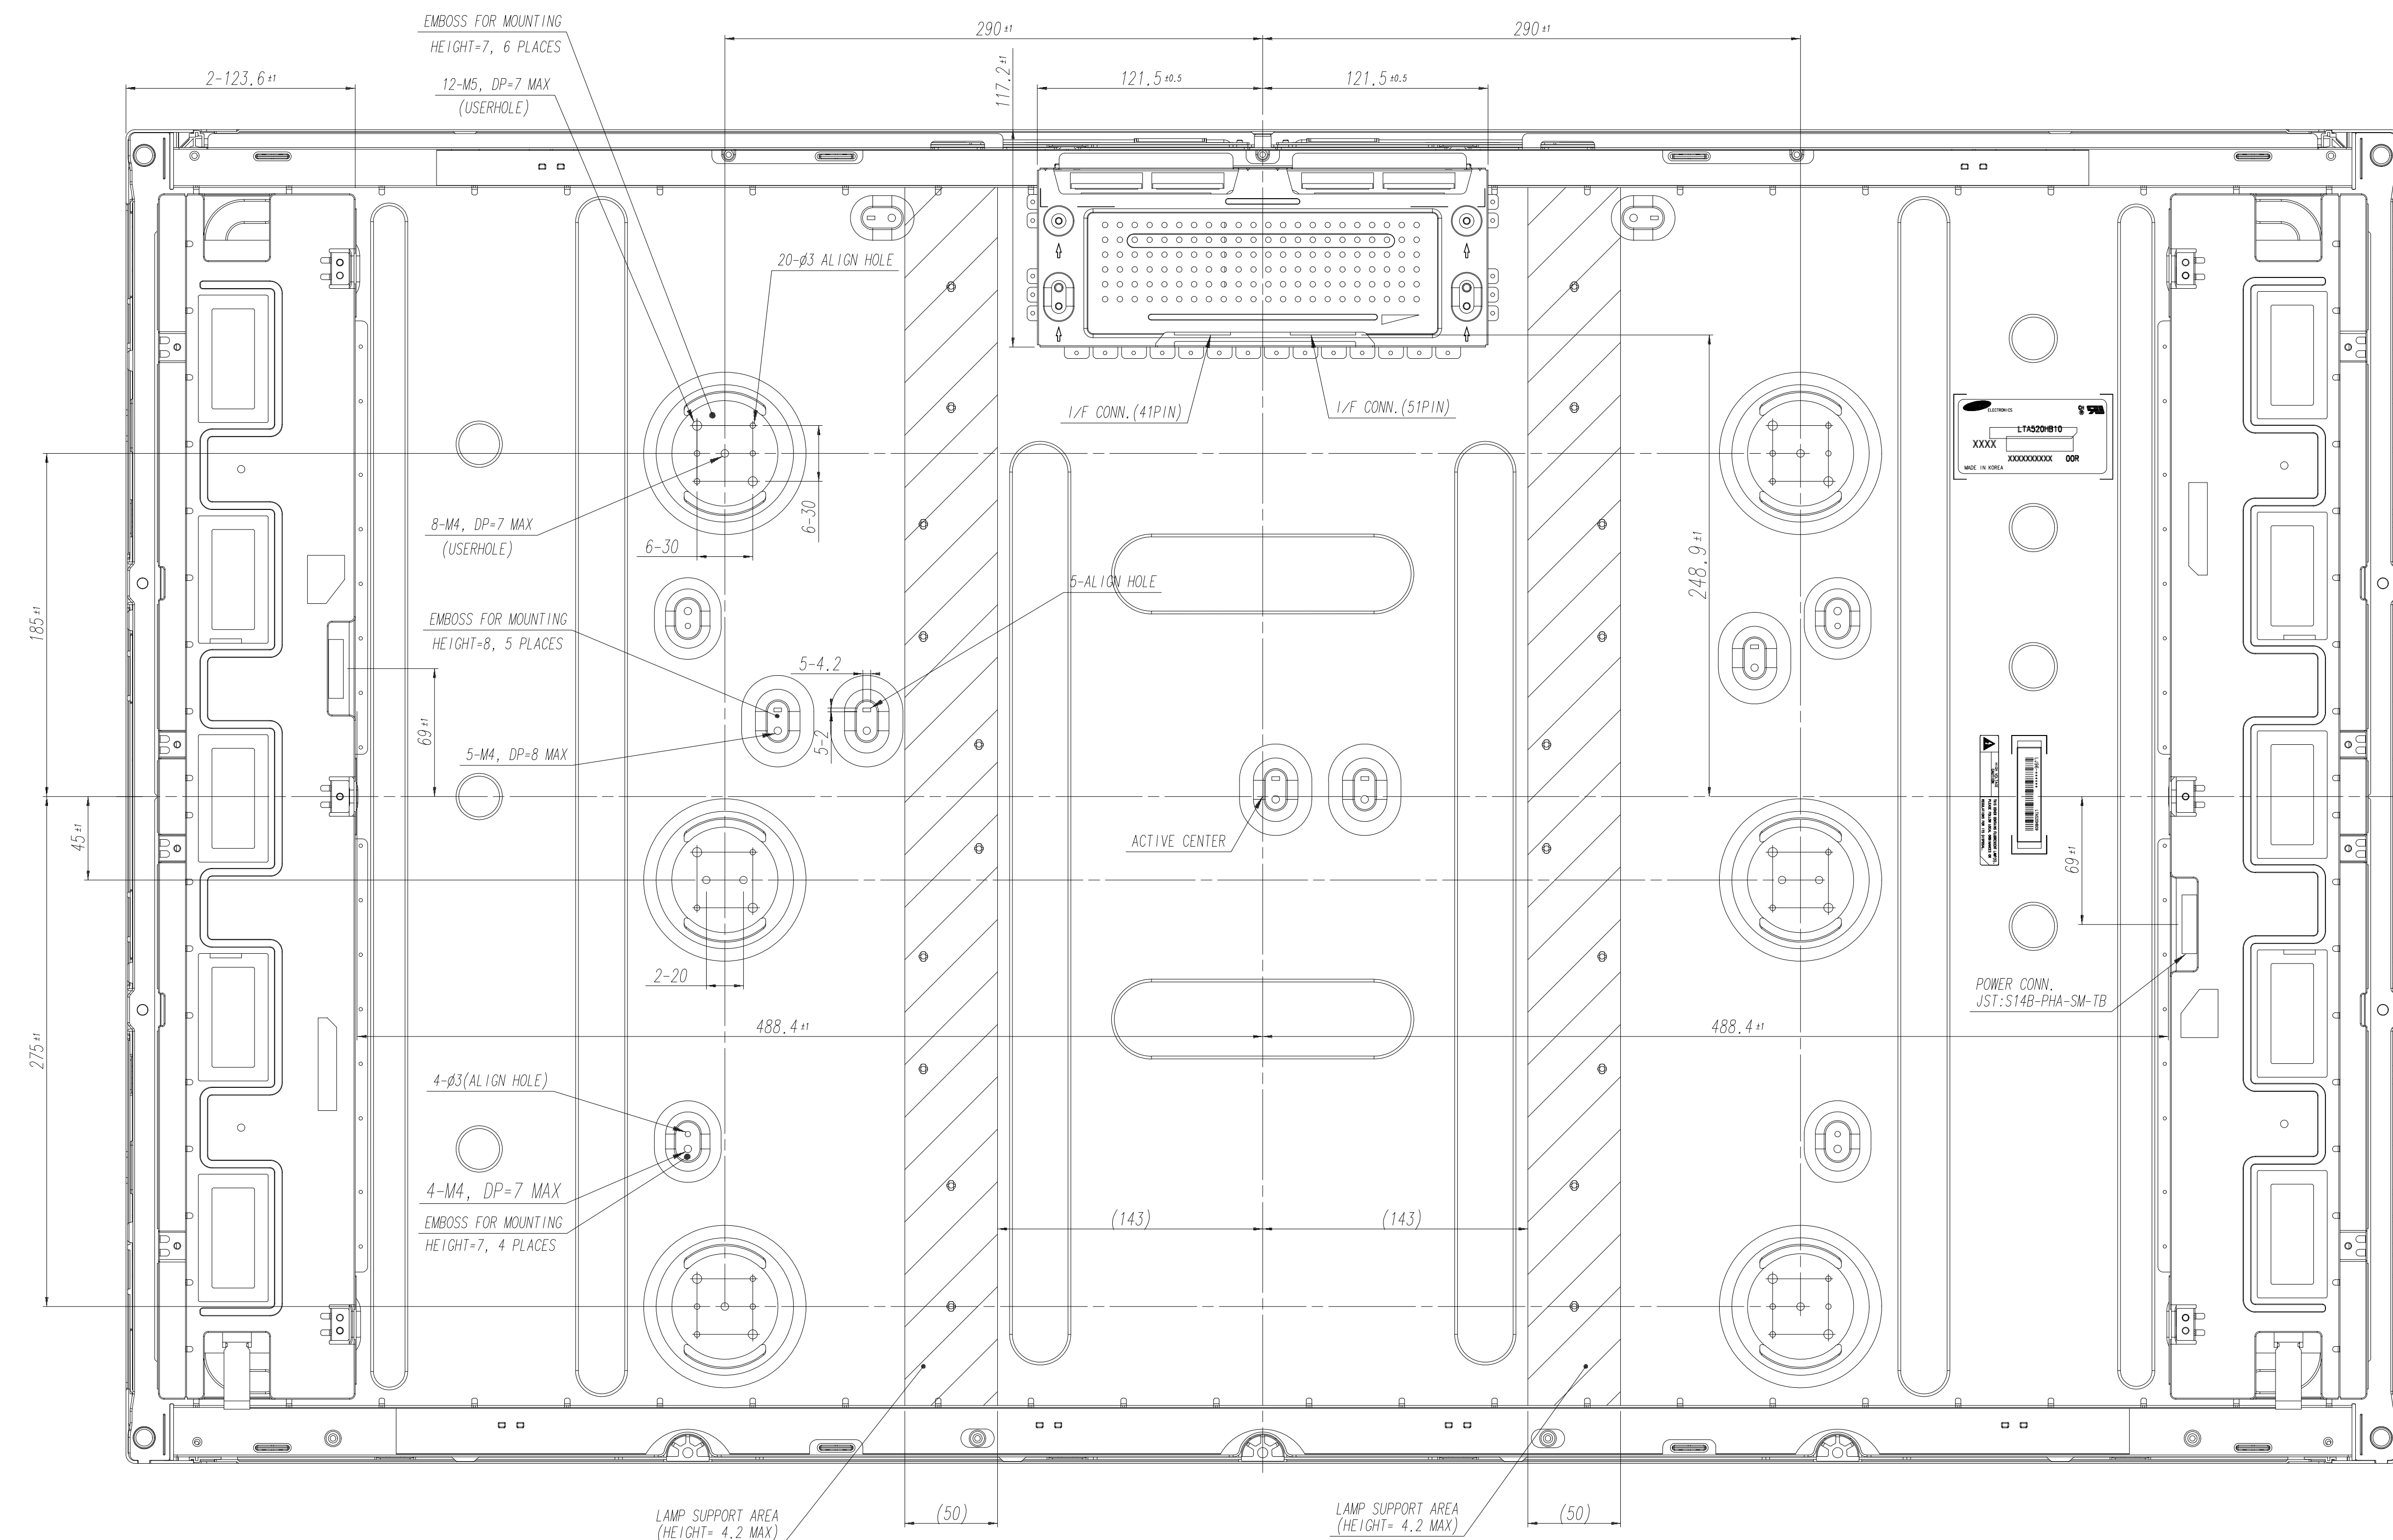 EMBOSS FOR MOUNTING
HEIGHT=7, 6 PLACES
290 ±1
290 ±1
2-123.6 ±1
12-M5, DP=7 MAX
(USERHOLE)
117.2 ±1
121.5 ±0.5
121.5 ±0.5
20-ø3 ALIGN HOLE
I/F CONN.(41PIN)
I/F CONN.(51PIN)
ELECTRONICS
LTA520HB10
XXXX
XXXXXXXXXX 00R
MADE IN KOREA
8-M4, DP=7 MAX
(USERHOLE)
6-30
6-30
248.9 ±1
5-ALIGN HOLE
185 ±1
EMBOSS FOR MOUNTING
HEIGHT=8, 5 PLACES
5-4.2
69 ±1
5-2
5-M4, DP=8 MAX
45 ±1
ACTIVE CENTER
69 ±1
2-20
POWER CONN.
JST:S14B-PHA-SM-TB
488.4 ±1
488.4 ±1
275 ±1
4-ø3(ALIGN HOLE)
4-M4, DP=7 MAX
EMBOSS FOR MOUNTING
HEIGHT=7, 4 PLACES
(143)
(143)
LAMP SUPPORT AREA
(HEIGHT= 4.2 MAX)
(50)
LAMP SUPPORT AREA
(HEIGHT= 4.2 MAX)
(50)